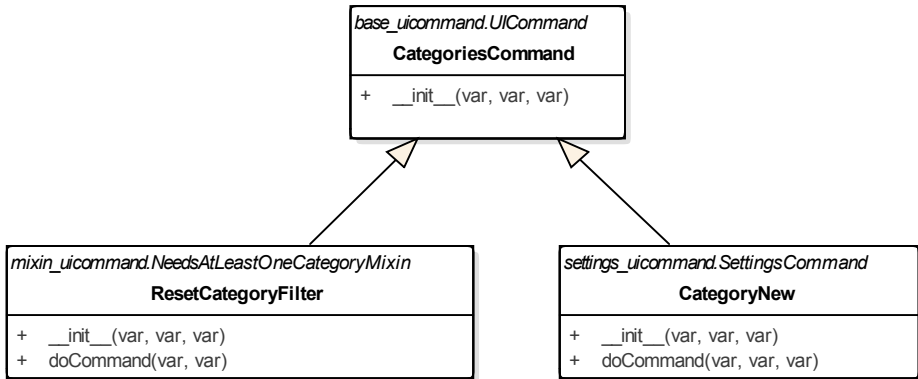 base_uicommand.UICommand
CategoriesCommand
+ __init__(var, var, var)
mixin_uicommand.NeedsAtLeastOneCategoryMixin
ResetCategoryFilter
+ __init__(var, var, var)
+ doCommand(var, var)
settings_uicommand.SettingsCommand
CategoryNew
+ __init__(var, var, var)
+ doCommand(var, var, var)